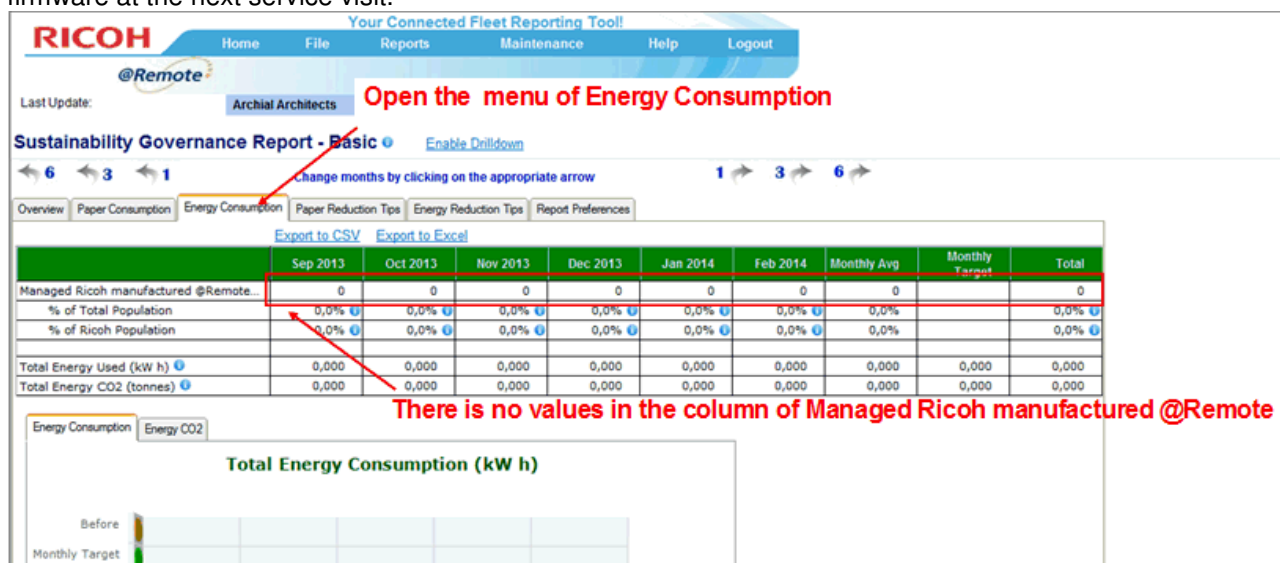 firmware at the next service visit.
Your Connected Fleet Reporting Tool!
RICOH
Home File Reports Maintenance Help Logout
@Remote
Last Update: Archial Architects
Open the menu of Energy Consumption
Sustainability Governance Report - Basic Enable Drilldown
6 3 1 Change months by clicking on the appropriate arrow 1 3 6
Overview Paper Consumption Energy Consumption Paper Reduction Tips Energy Reduction Tips Report Preferences
Export to CSV Export to Excel
Sep 2013 Oct 2013 Nov 2013 Dec 2013 Jan 2014 Feb 2014 Monthly Avg Monthly Target Total
Managed Ricoh manufactured @Remote... 0 0 0 0 0 0 0 0
% of Total Population 0,0% 0,0% 0,0% 0,0% 0,0% 0,0% 0,0% 0,0%
% of Ricoh Population 0,0% 0,0% 0,0% 0,0% 0,0% 0,0% 0,0% 0,0%
Total Energy Used (kW h) 0,000 0,000 0,000 0,000 0,000 0,000 0,000 0,000 0,000
Total Energy CO2 (tonnes) 0,000 0,000 0,000 0,000 0,000 0,000 0,000 0,000 0,000
There is no values in the column of Managed Ricoh manufactured @Remote
Energy Consumption Energy CO2
Total Energy Consumption (kW h)
Before
Monthly Target